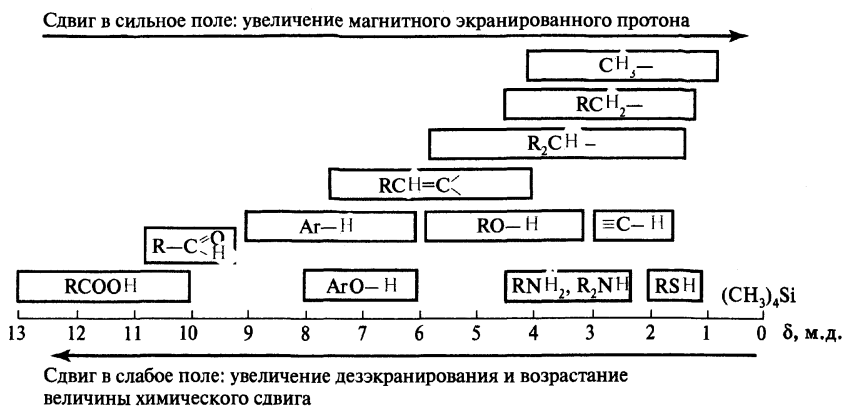 Сдвиг в сильное поле: увеличение магнитного экранированного протона
CH₃—
RCH₂—
R₂CH –
RCH=C<
Ar—H
RO—H
≡C—H
R—C=O
H
RCOOH
ArO—H
RNH₂, R₂NH
RSH
(CH₃)₄Si
13 12 11 10 9 8 7 6 5 4 3 2 1 0 δ, м.д.
Сдвиг в слабое поле: увеличение дезэкранирования и возрастание
величины химического сдвига